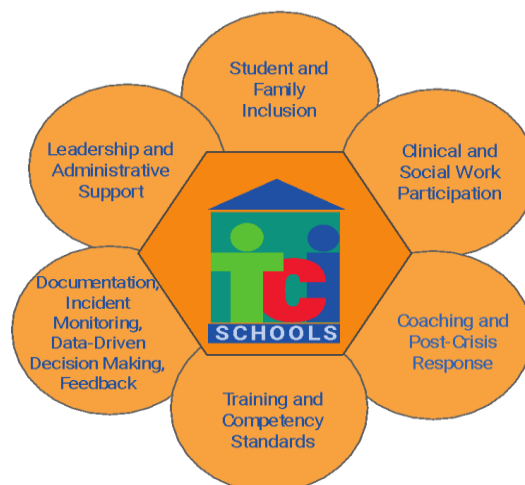 Student and
Family
Inclusion
Leadership and
Administrative
Support
Clinical and
Social Work
Participation
TCI
SCHOOLS
Documentation,
Incident
Monitoring,
Data-Driven
Decision Making,
Feedback
Coaching and
Post-Crisis
Response
Training and
Competency
Standards